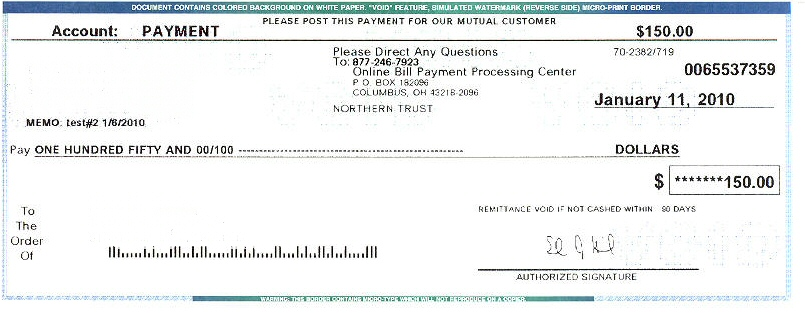 DOCUMENT CONTAINS COLORED BACKGROUND ON WHITE PAPER, "VOID" FEATURE, SIMULATED WATERMARK (REVERSE SIDE) MICRO-PRINT BORDER.
PLEASE POST THIS PAYMENT FOR OUR MUTUAL CUSTOMER
Account: PAYMENT $150.00
Please Direct Any Questions 70-2382/719
To: 877-246-7923
Online Bill Payment Processing Center 0065537359
P O. BOX 182096
COLUMBUS, OH 43218-2096
January 11, 2010
NORTHERN TRUST
MEMO: test#2 1/6/2010
Pay ONE HUNDRED FIFTY AND 00/100 ---------------------------------------- DOLLARS
$ *******150.00
To
The
Order
Of
REMITTANCE VOID IF NOT CASHED WITHIN 90 DAYS
AUTHORIZED SIGNATURE
WARNING: THIS BORDER CONTAINS MICRO-TYPE WHICH WILL NOT REPRODUCE ON A COPIER